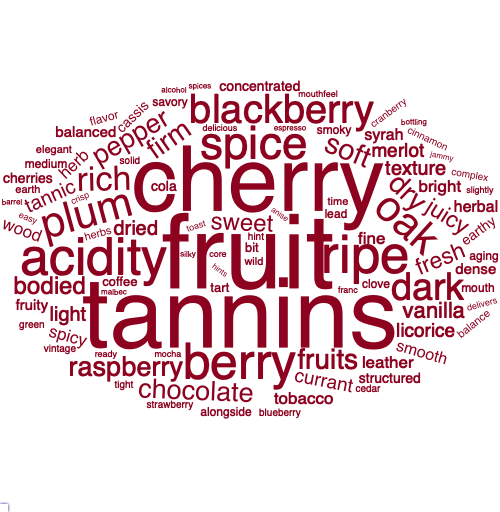 alcohol spices concentrated
savory mouthfeel
flavor cassis blackberry cranberry
balanced pepper firm delicious espresso smoky syrah bottling
elegant herb spice soft merlot cinnamon
medium solid jammy
cherries rich cherry texture complex
earth tannic cola dry bright slightly
barrel crisp plum time juicy herbal
easy lead oak
wood herbs dried toast sweet anise fine earthy
acidity fruit hint bit ripe fresh aging
silky core wild dense
bodied coffee hints tart franc clove dark mouth
malbec
fruity light tannins vanilla delivers
green spicy licorice balance
vintage ready mocha smooth
raspberry berry fruits leather
tight chocolate currant structured
cedar
strawberry tobacco
alongside blueberry